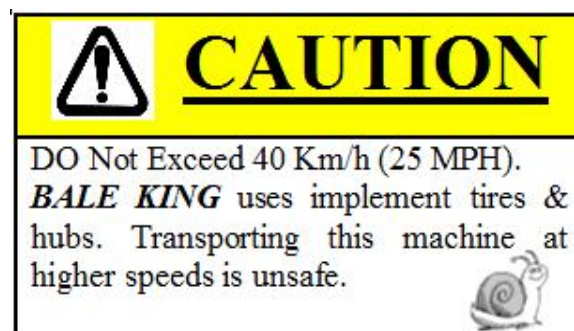 CAUTION
DO Not Exceed 40 Km/h (25 MPH).
BALE KING uses implement tires &
hubs. Transporting this machine at
higher speeds is unsafe.